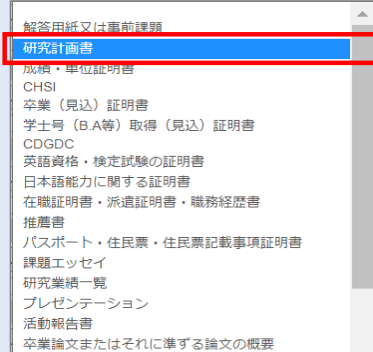 解答用紙又は事前課題
研究計画書
成績・単位証明書
CHSI
卒業（見込）証明書
学士号（B.A等）取得（見込）証明書
CDGDC
英語資格・検定試験の証明書
日本語能力に関する証明書
在職証明書・派遣証明書・職務経歴書
推薦書
パスポート・住民票・住民票記載事項証明書
課題エッセイ
研究業績一覧
プレゼンテーション
活動報告書
卒業論文またはそれに準ずる論文の概要